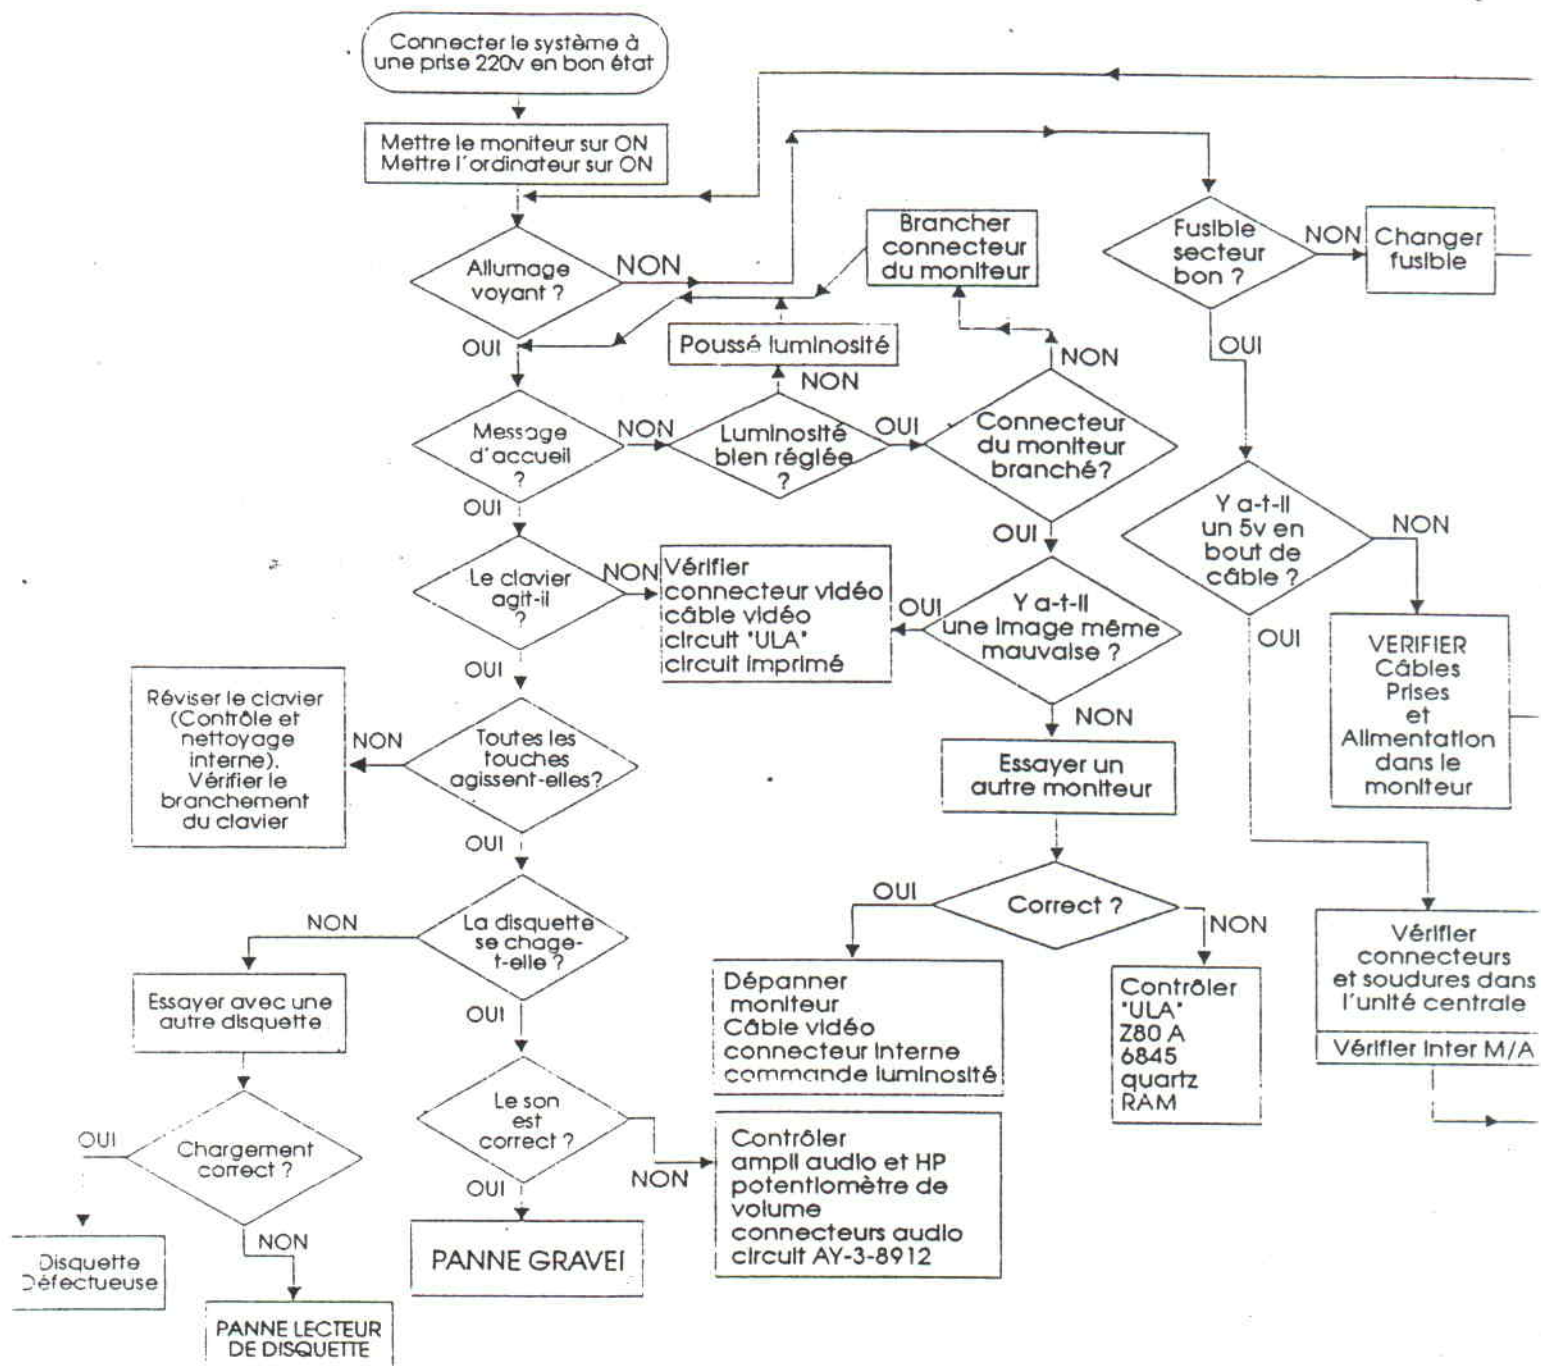 Connecter le système à
une prise 220v en bon état
Mettre le moniteur sur ON
Mettre l'ordinateur sur ON
Allumage
voyant ?
NON
OUI
Brancher
connecteur
du moniteur
Fusible
secteur
bon ?
NON
Changer
fusible
OUI
Poussé luminosité
NON
NON
Message
d'accueil
?
NON
Luminosité
bien réglée
?
OUI
Connecteur
du moniteur
branché?
OUI
OUI
Y a-t-il
un 5v en
bout de
câble ?
NON
OUI
Le clavier
agit-il
?
NON
OUI
Vérifier
connecteur vidéo
câble vidéo
circuit "ULA"
circuit imprimé
OUI
Y a-t-il
une image même
mauvaise ?
NON
VERIFIER
Câbles
Prises
et
Alimentation
dans le
moniteur
Réviser le clavier
(Contrôle et
nettoyage
interne).
Vérifier le
branchement
du clavier
NON
Toutes les
touches
agissent-elles?
OUI
Essayer un
autre moniteur
OUI
Correct ?
NON
NON
La disquette
se chage-
t-elle ?
OUI
Essayer avec une
autre disquette
Dépanner
moniteur
Câble vidéo
connecteur interne
commande luminosité
Contrôler
"ULA"
Z80 A
6845
quartz
RAM
Vérifier
connecteurs
et soudures dans
l'unité centrale
Vérifier inter M/A
OUI
Chargement
correct ?
NON
Le son
est
correct ?
OUI
NON
Contrôler
ampli audio et HP
potentiomètre de
volume
connecteurs audio
circuit AY-3-8912
Disquette
Défectueuse
PANNE LECTEUR
DE DISQUETTE
PANNE GRAVE!